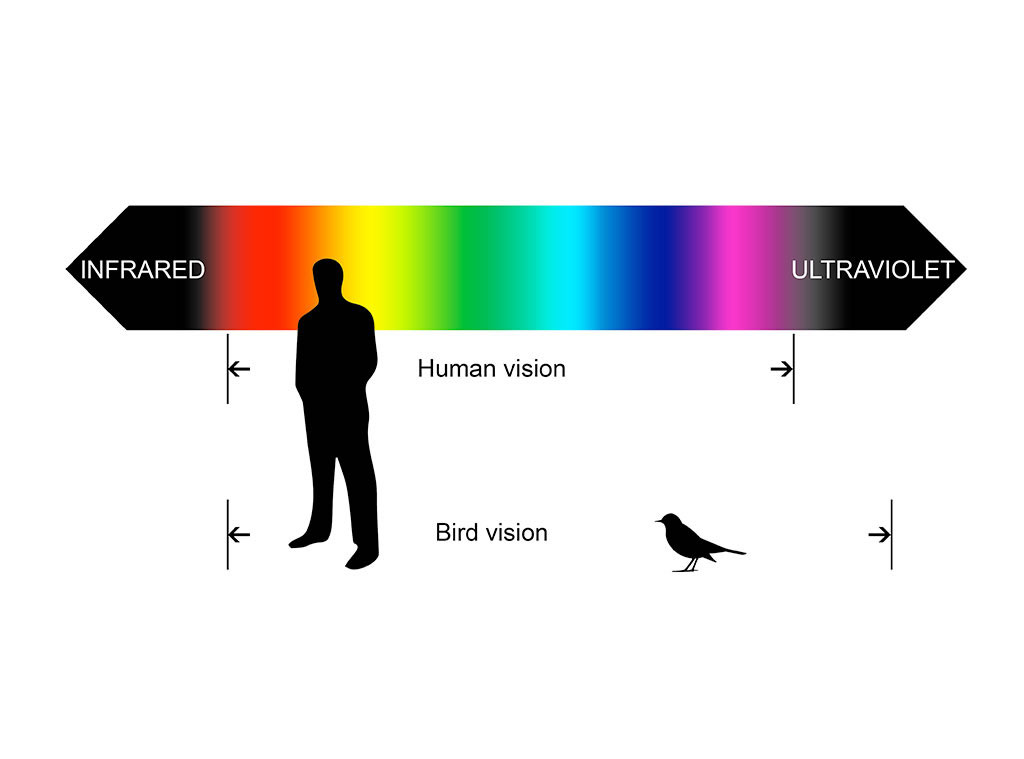 INFRARED
ULTRAVIOLET
Human vision
Bird vision